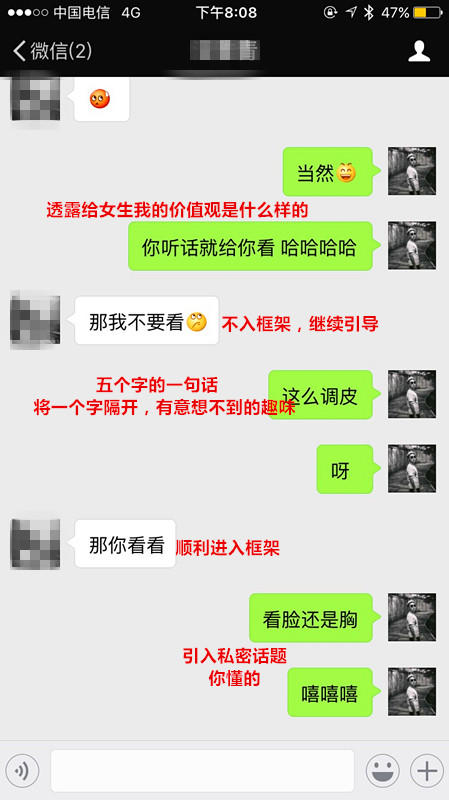 中国电信 4G 下午8:08 47%
微信(2) 青
当然
透露给女生我的价值观是什么样的
你听话就给你看 哈哈哈哈
那我不要看
不入框架，继续引导
五个字的一句话
将一个字隔开，有意想不到的趣味
这么调皮
呀
那你看看
顺利进入框架
看脸还是胸
引入私密话题
你懂的
嘻嘻嘻